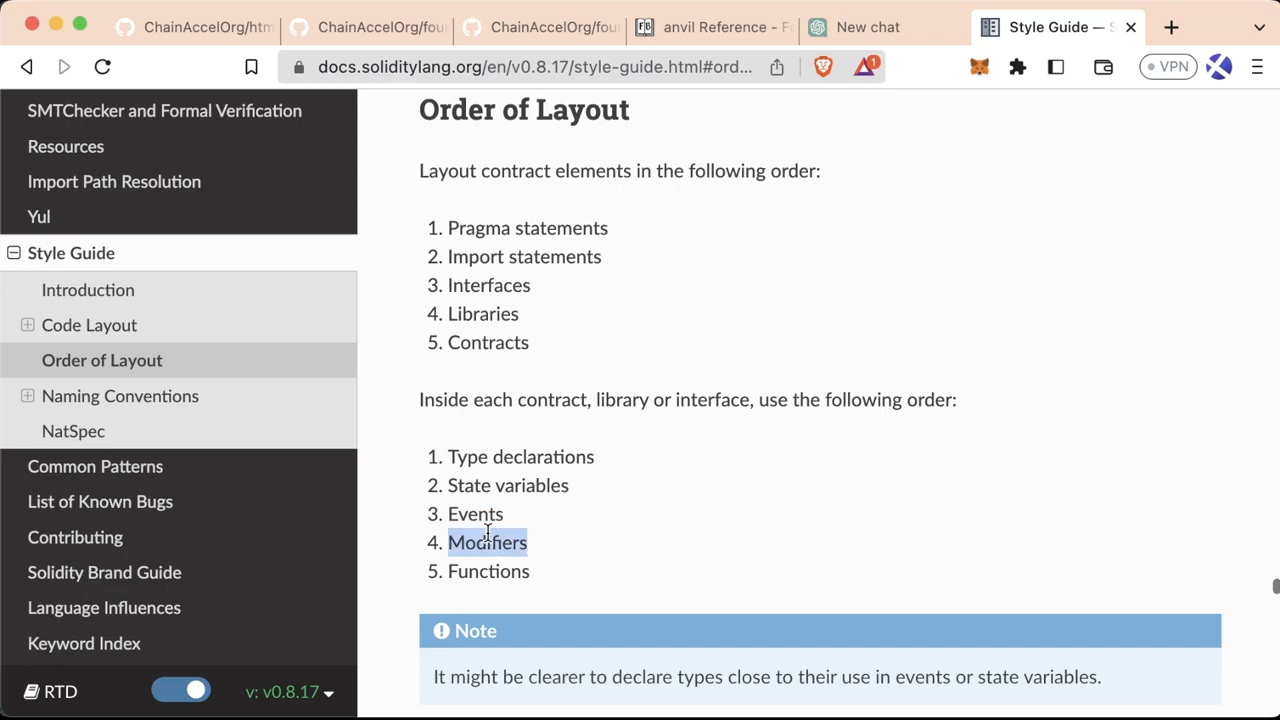 ChainAccelOrg/htm
ChainAccelOrg/four
ChainAccelOrg/four
anvil Reference - Fo
New chat
Style Guide — S
docs.soliditylang.org/en/v0.8.17/style-guide.html#ord...
1
VPN
SMTChecker and Formal Verification
Resources
Import Path Resolution
Yul
Style Guide
Introduction
Code Layout
Order of Layout
Naming Conventions
NatSpec
Common Patterns
List of Known Bugs
Contributing
Solidity Brand Guide
Language Influences
Keyword Index
RTD
v: v0.8.17
Order of Layout
Layout contract elements in the following order:
1. Pragma statements
2. Import statements
3. Interfaces
4. Libraries
5. Contracts
Inside each contract, library or interface, use the following order:
1. Type declarations
2. State variables
3. Events
4. Modifiers
5. Functions
Note
It might be clearer to declare types close to their use in events or state variables.